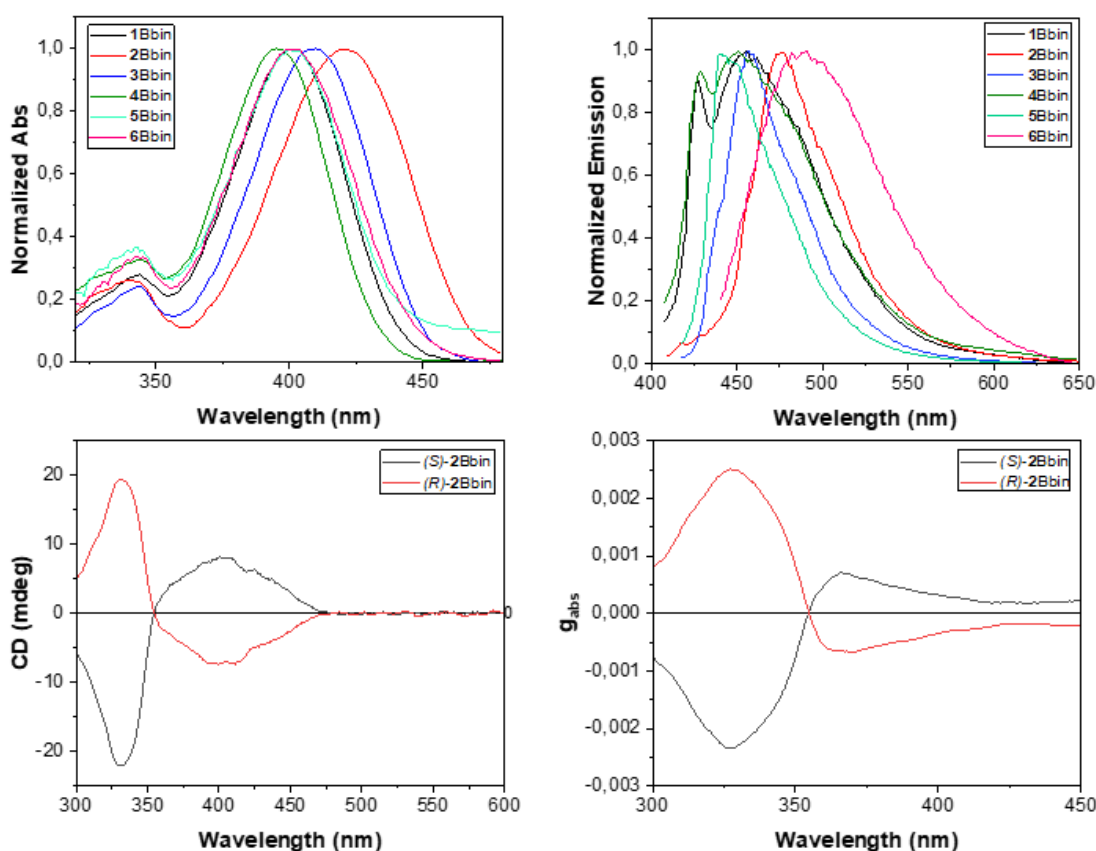 1Bbin
2Bbin
3Bbin
4Bbin
5Bbin
6Bbin
Normalized Abs
1,0
0,8
0,6
0,4
0,2
0,0
350
400
450
Wavelength (nm)
1Bbin
2Bbin
3Bbin
4Bbin
5Bbin
6Bbin
Normalized Emission
1,0
0,8
0,6
0,4
0,2
0,0
400
450
500
550
600
650
Wavelength (nm)
(S)-2Bbin
(R)-2Bbin
CD (mdeg)
20
10
0
-10
-20
0
300
350
400
450
500
550
600
Wavelength (nm)
(S)-2Bbin
(R)-2Bbin
gabs
0,003
0,002
0,001
0,000
-0,001
-0,002
-0,003
300
350
400
450
Wavelength (nm)